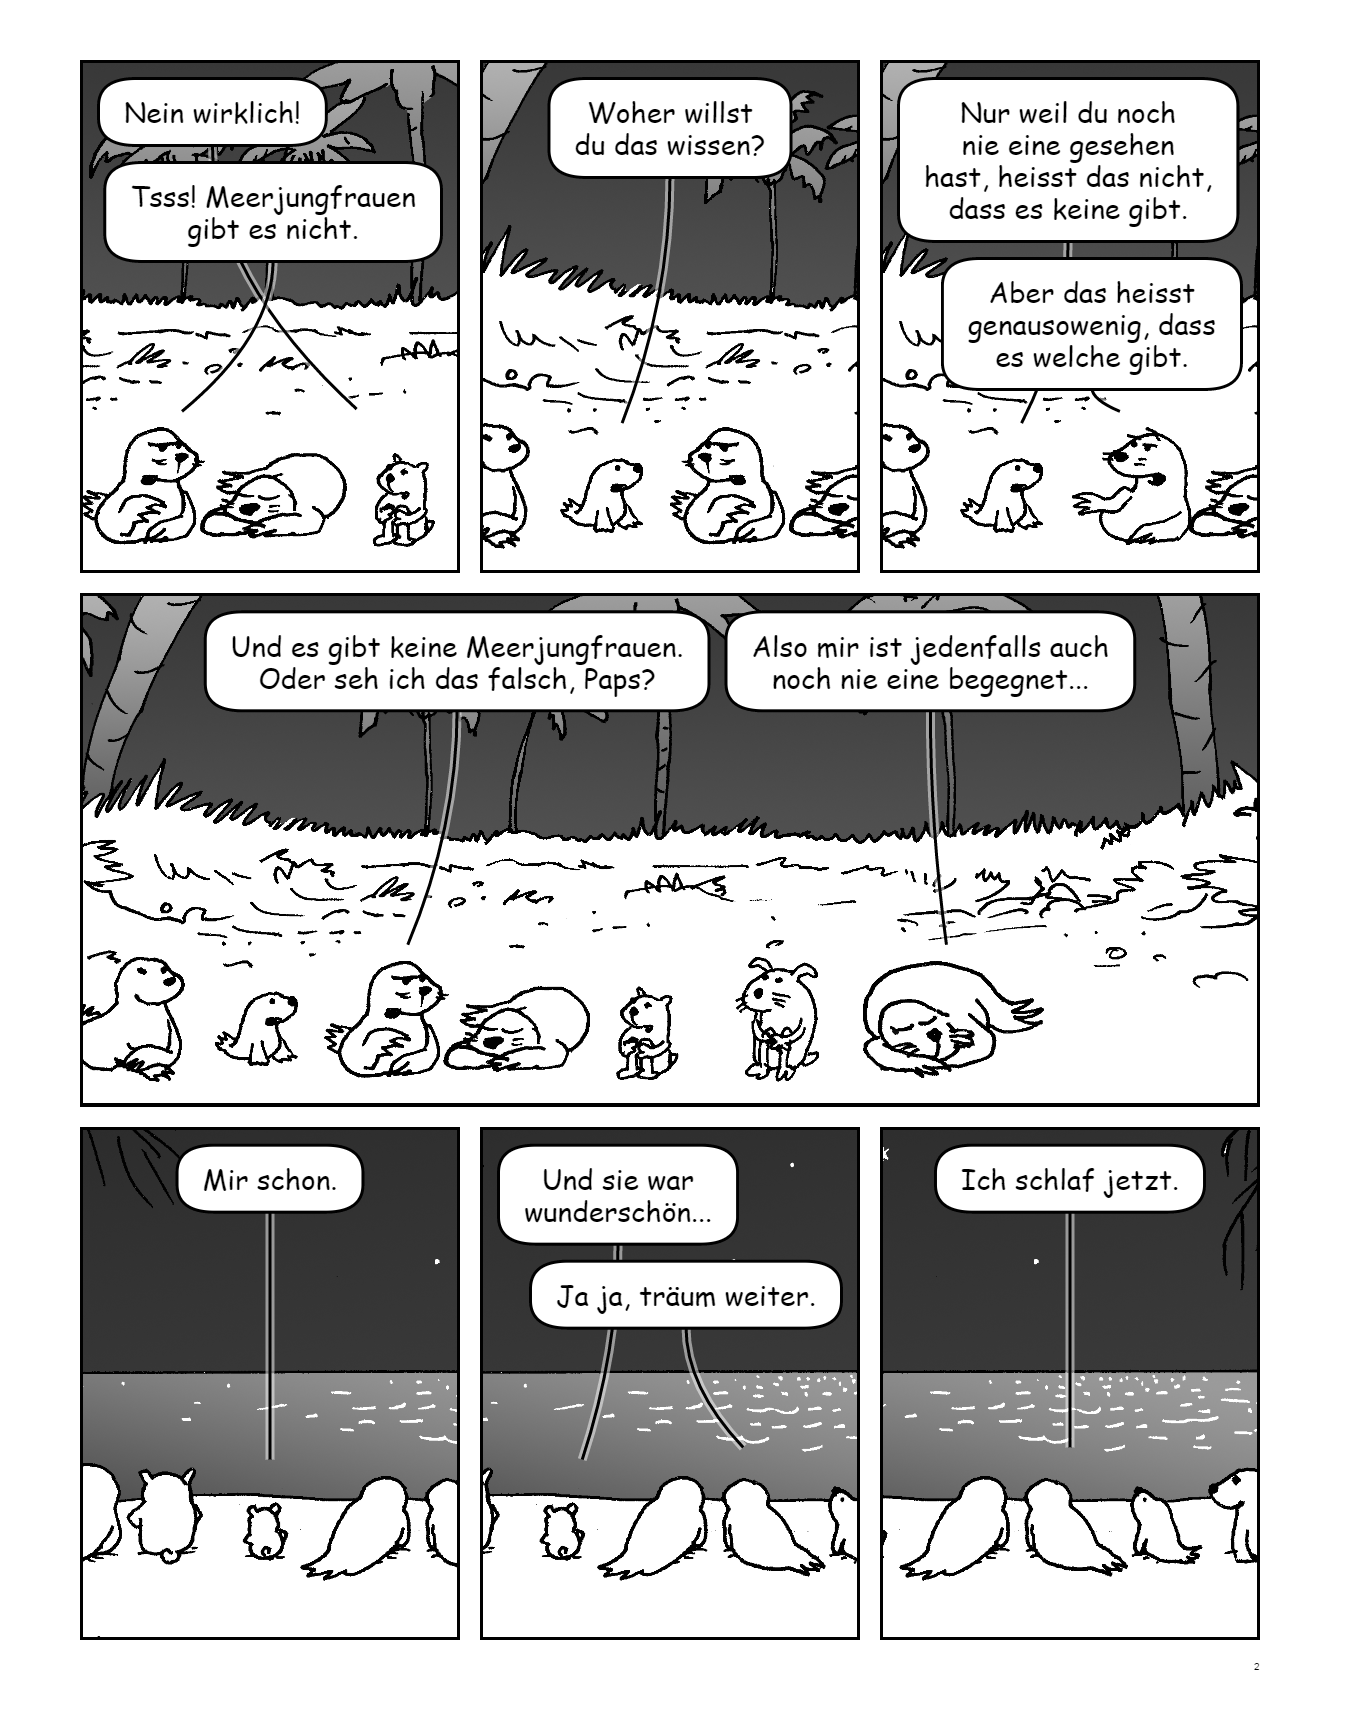 Nein wirklich!
Tsss! Meerjungfrauen
gibt es nicht.
Woher willst
du das wissen?
Nur weil du noch
nie eine gesehen
hast, heisst das nicht,
dass es keine gibt.
Aber das heisst
genausowenig, dass
es welche gibt.
Und es gibt keine Meerjungfrauen.
Oder seh ich das falsch, Paps?
Also mir ist jedenfalls auch
noch nie eine begegnet...
Mir schon.
Und sie war
wunderschön...
Ja ja, träum weiter.
Ich schlaf jetzt.
2